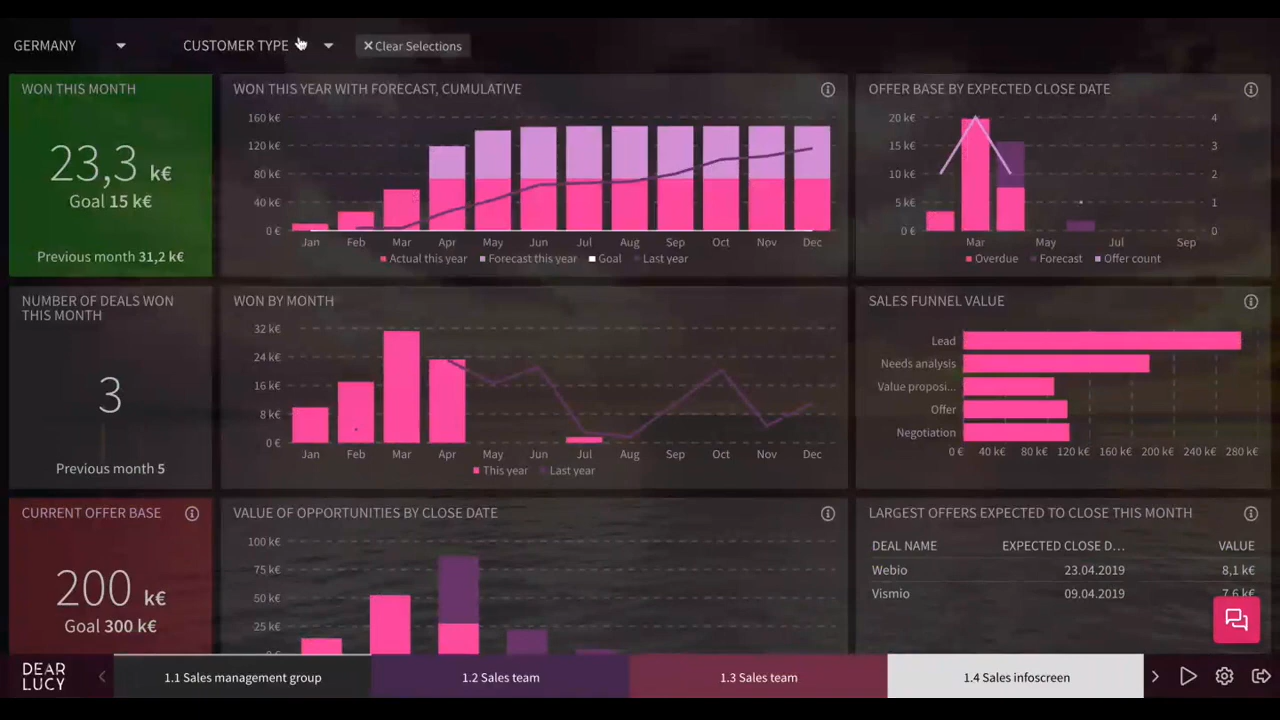 GERMANY
CUSTOMER TYPE
Clear Selections
WON THIS MONTH
23,3 k€
Goal 15 k€
Previous month 31,2 k€
WON THIS YEAR WITH FORECAST, CUMULATIVE
160 k€
120 k€
80 k€
40 k€
0 €
Jan Feb Mar Apr May Jun Jul Aug Sep Oct Nov Dec
Actual this year Forecast this year Goal Last year
OFFER BASE BY EXPECTED CLOSE DATE
20 k€ 4
15 k€ 3
10 k€ 2
5 k€ 1
0 € 0
Mar May Jul Sep
Overdue Forecast Offer count
NUMBER OF DEALS WON
THIS MONTH
3
Previous month 5
WON BY MONTH
32 k€
24 k€
16 k€
8 k€
0 €
Jan Feb Mar Apr May Jun Jul Aug Sep Oct Nov Dec
This year Last year
SALES FUNNEL VALUE
Lead
Needs analysis
Value proposi...
Offer
Negotiation
0 € 40 k€ 80 k€ 120 k€ 160 k€ 200 k€ 240 k€ 280 k€
CURRENT OFFER BASE
200 k€
Goal 300 k€
VALUE OF OPPORTUNITIES BY CLOSE DATE
100 k€
75 k€
50 k€
25 k€
LARGEST OFFERS EXPECTED TO CLOSE THIS MONTH
DEAL NAME EXPECTED CLOSE D... VALUE
Webio 23.04.2019 8,1 k€
Vismio 09.04.2019 7,6 k€
DEAR
LUCY
1.1 Sales management group
1.2 Sales team
1.3 Sales team
1.4 Sales infoscreen